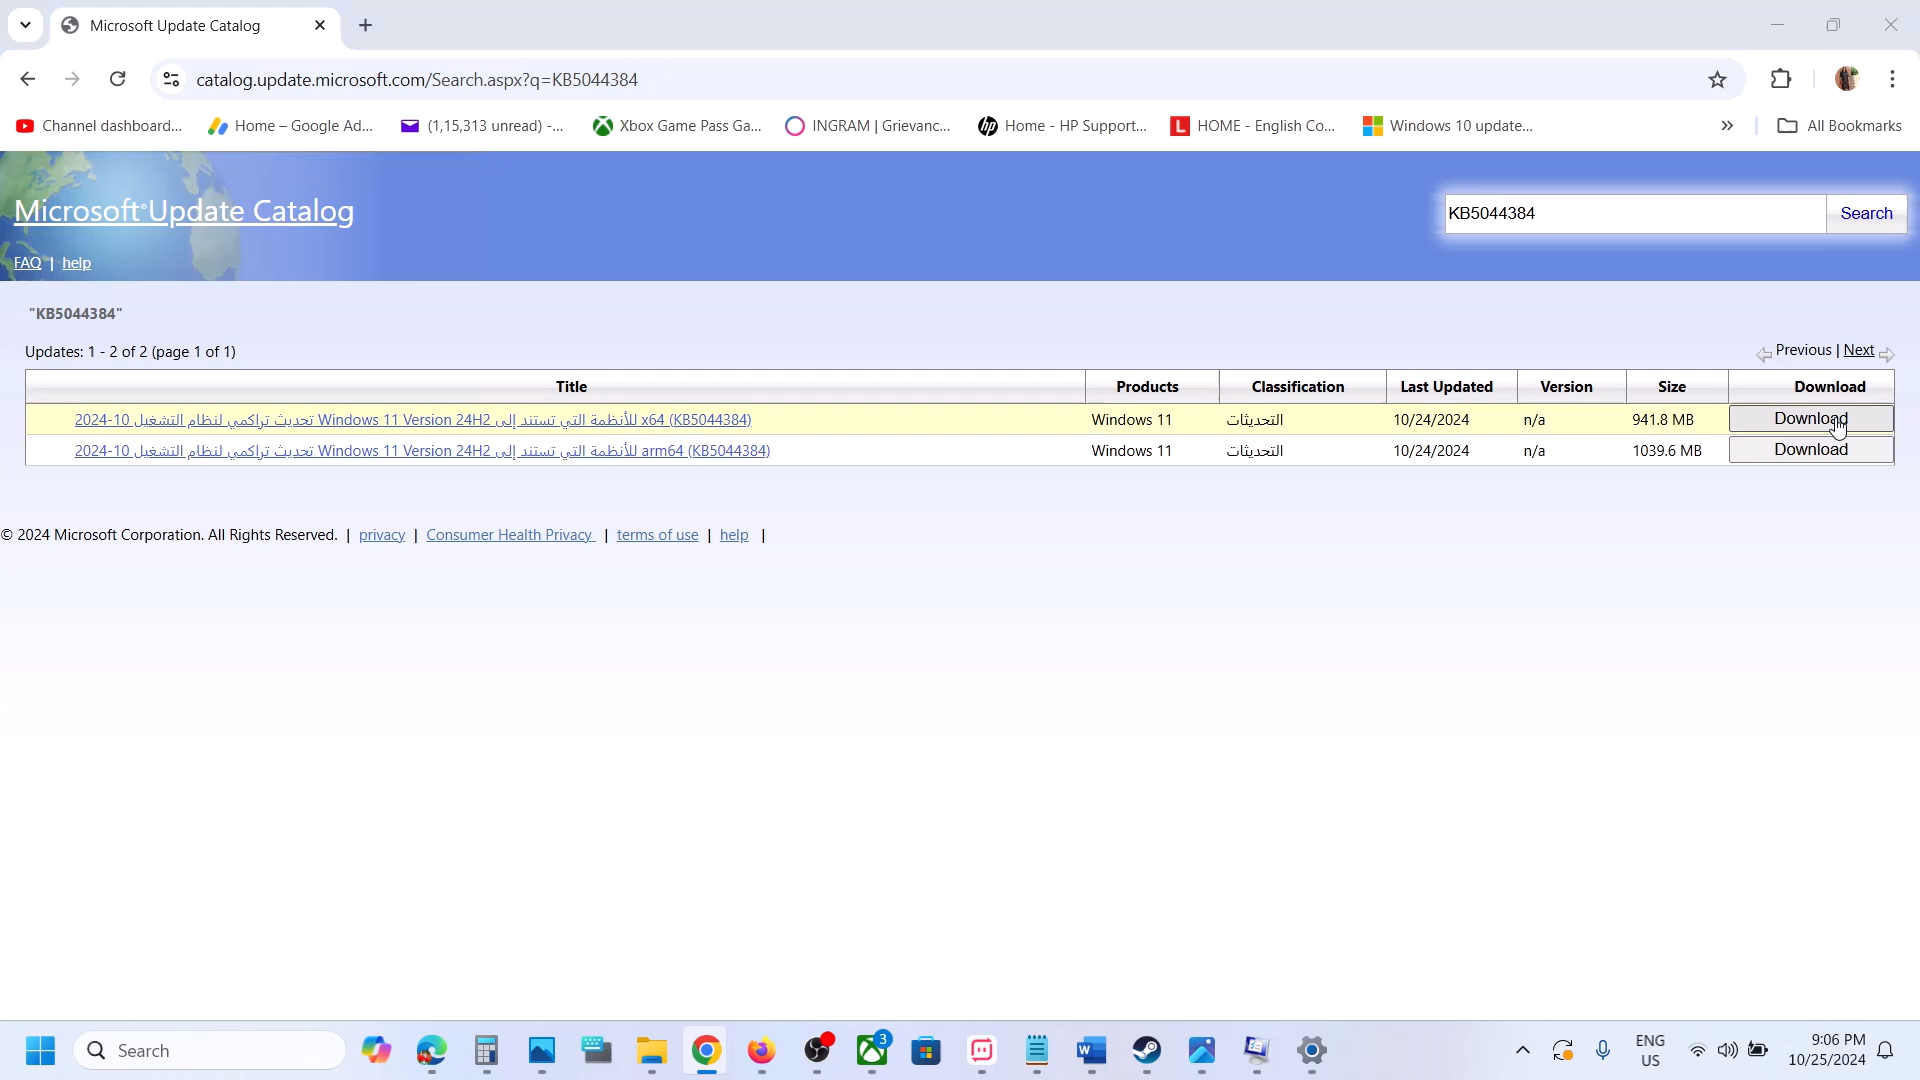 Microsoft Update Catalog
catalog.update.microsoft.com/Search.aspx?q=KB5044384
Channel dashboard...
Home – Google Ad...
(1,15,313 unread) -...
Xbox Game Pass Ga...
INGRAM | Grievanc...
Home - HP Support...
HOME - English Co...
Windows 10 update...
»
All Bookmarks
Microsoft®Update Catalog
KB5044384
Search
FAQ | help
"KB5044384"
Updates: 1 - 2 of 2 (page 1 of 1)
Previous | Next
Title Products Classification Last Updated Version Size Download
2024-10 تحديث تراكمي لنظام التشغيل Windows 11 Version 24H2 للأنظمة التي تستند إلى x64 (KB5044384) Windows 11 التحديثات 10/24/2024 n/a 941.8 MB Download
2024-10 تحديث تراكمي لنظام التشغيل Windows 11 Version 24H2 للأنظمة التي تستند إلى arm64 (KB5044384) Windows 11 التحديثات 10/24/2024 n/a 1039.6 MB Download
© 2024 Microsoft Corporation. All Rights Reserved. | privacy | Consumer Health Privacy | terms of use | help |
Search
3
ENG
US
9:06 PM
10/25/2024